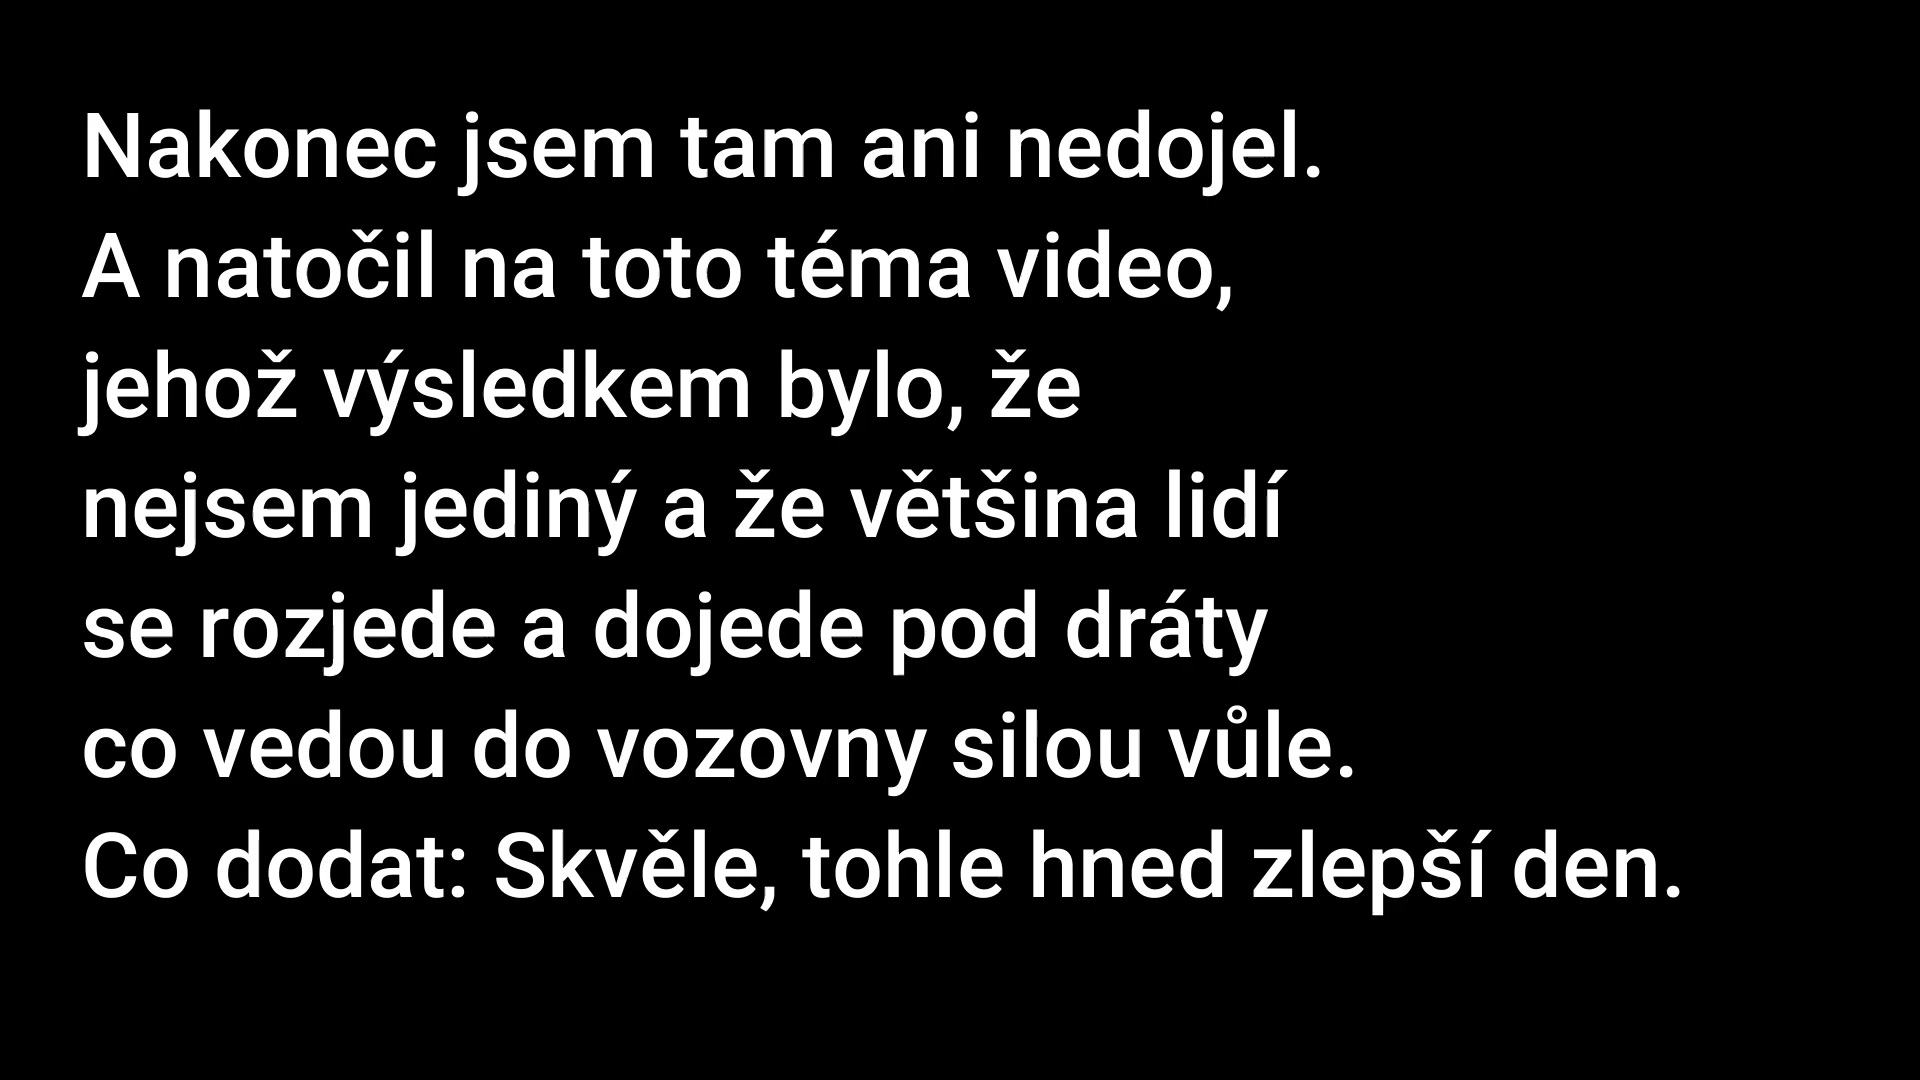 Nakonec jsem tam ani nedojel.
A natočil na toto téma video,
jehož výsledkem bylo, že
nejsem jediný a že většina lidí
se rozjede a dojede pod dráty
co vedou do vozovny silou vůle.
Co dodat: Skvěle, tohle hned zlepší den.